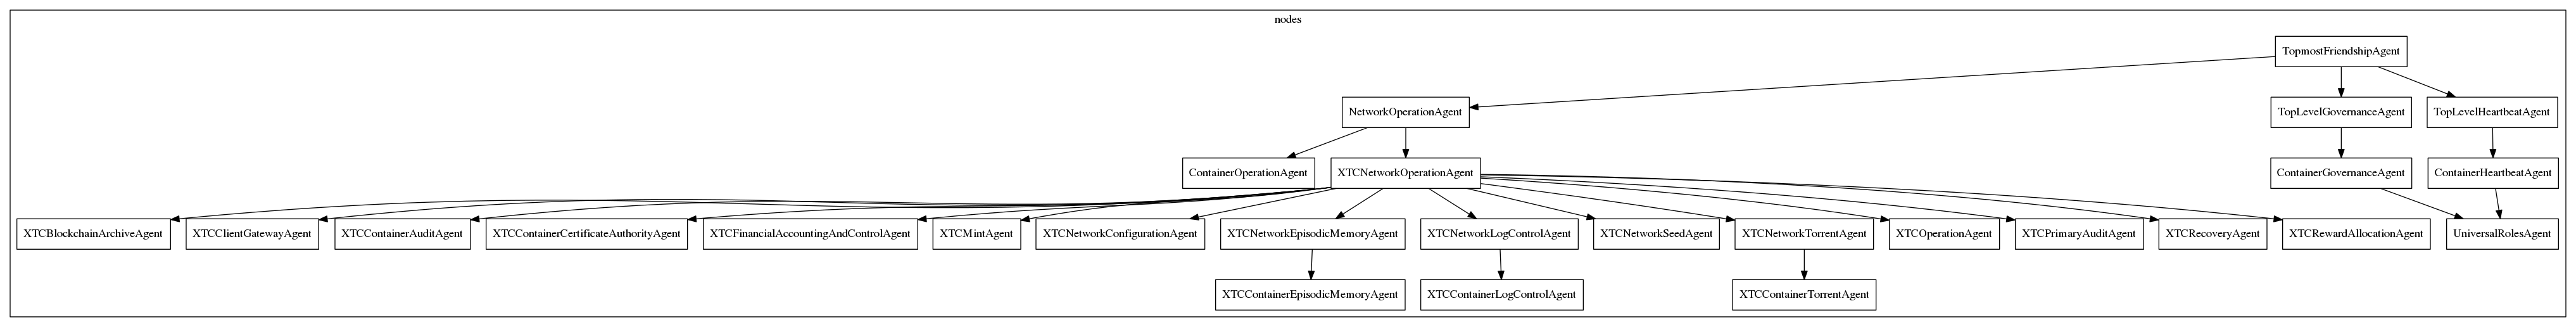 nodes
TopmostFriendshipAgent
NetworkOperationAgent
TopLevelGovernanceAgent
TopLevelHeartbeatAgent
ContainerOperationAgent
XTCNetworkOperationAgent
ContainerGovernanceAgent
ContainerHeartbeatAgent
XTCBlockchainArchiveAgent
XTCClientGatewayAgent
XTCContainerAuditAgent
XTCContainerCertificateAuthorityAgent
XTCFinancialAccountingAndControlAgent
XTCMintAgent
XTCNetworkConfigurationAgent
XTCNetworkEpisodicMemoryAgent
XTCNetworkLogControlAgent
XTCNetworkSeedAgent
XTCNetworkTorrentAgent
XTCOperationAgent
XTCPrimaryAuditAgent
XTCRecoveryAgent
XTCRewardAllocationAgent
UniversalRolesAgent
XTCContainerEpisodicMemoryAgent
XTCContainerLogControlAgent
XTCContainerTorrentAgent